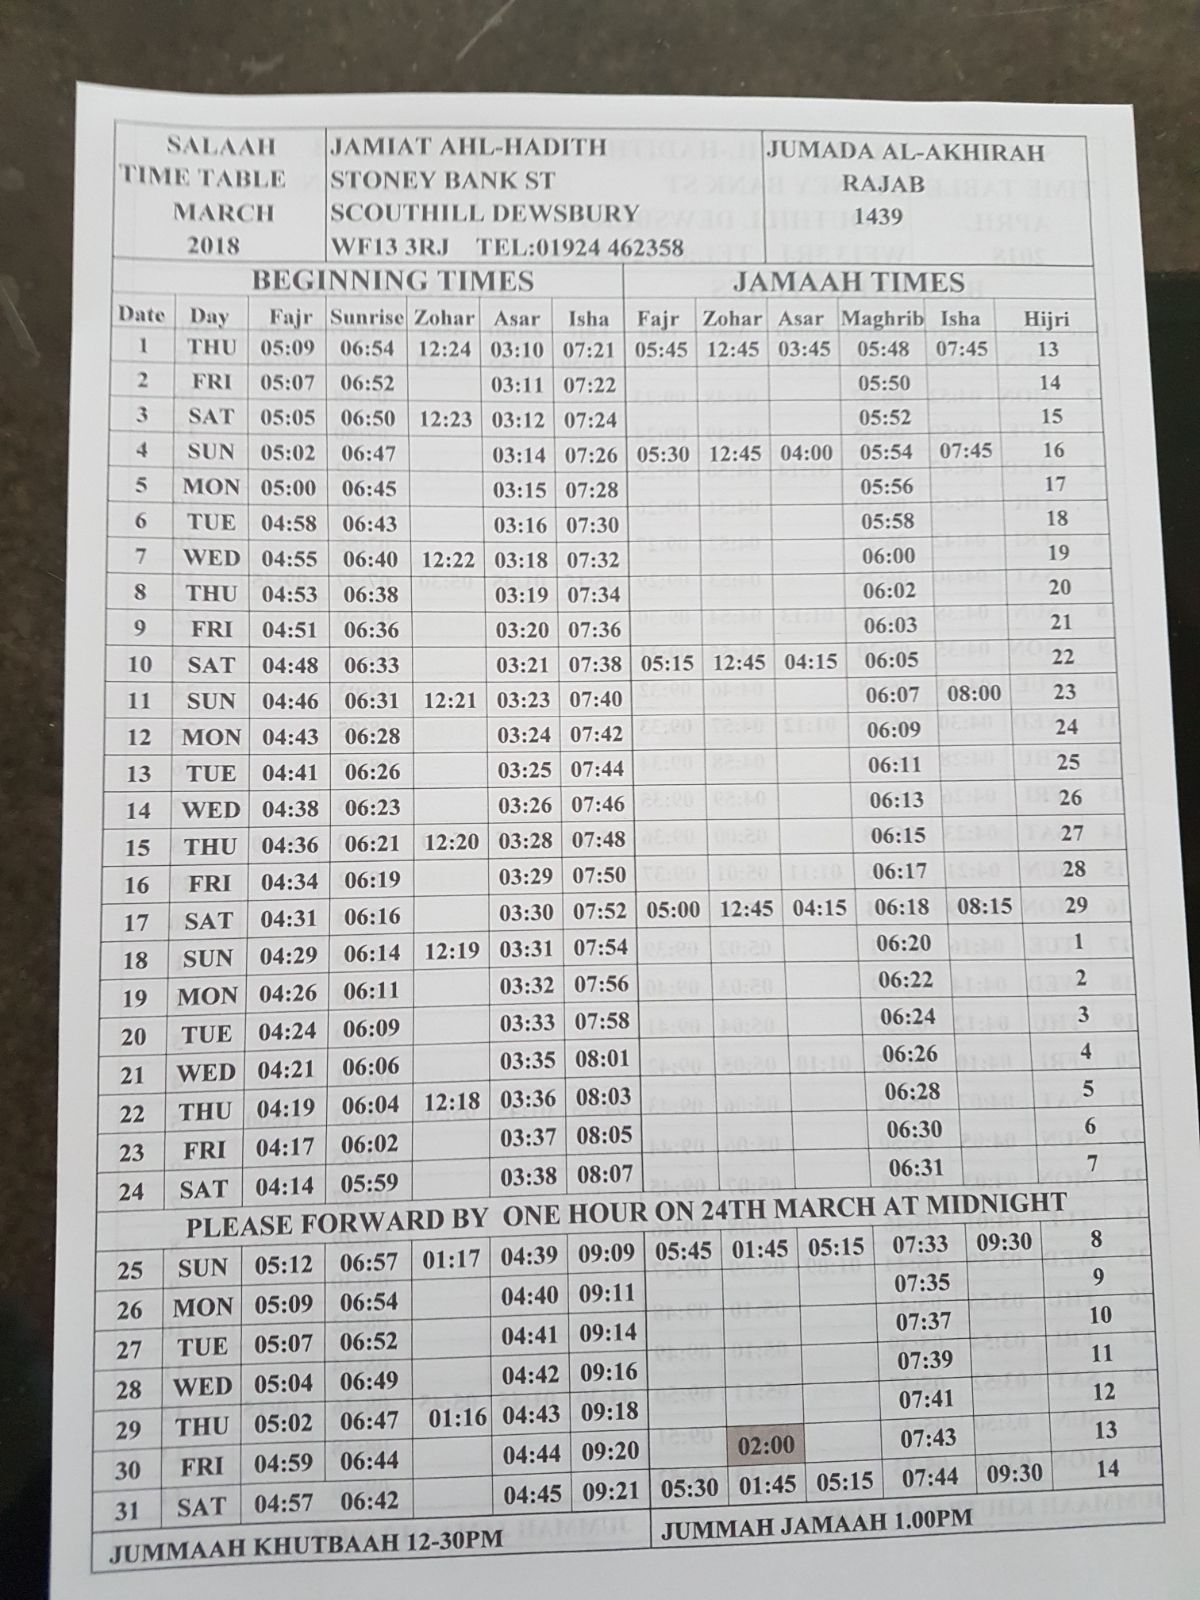 SALAAH
TIME TABLE
MARCH
2018
JAMIAT AHL-HADITH
STONEY BANK ST
SCOUTHILL DEWSBURY
WF13 3RJ TEL:01924 462358
JUMADA AL-AKHIRAH
RAJAB
1439
BEGINNING TIMES JAMAAH TIMES
Date Day Fajr Sunrise Zohar Asar Isha Fajr Zohar Asar Maghrib Isha Hijri
1 THU 05:09 06:54 12:24 03:10 07:21 05:45 12:45 03:45 05:48 07:45 13
2 FRI 05:07 06:52 03:11 07:22 05:50 14
3 SAT 05:05 06:50 12:23 03:12 07:24 05:52 15
4 SUN 05:02 06:47 03:14 07:26 05:30 12:45 04:00 05:54 07:45 16
5 MON 05:00 06:45 03:15 07:28 05:56 17
6 TUE 04:58 06:43 03:16 07:30 05:58 18
7 WED 04:55 06:40 12:22 03:18 07:32 06:00 19
8 THU 04:53 06:38 03:19 07:34 06:02 20
9 FRI 04:51 06:36 03:20 07:36 06:03 21
10 SAT 04:48 06:33 03:21 07:38 05:15 12:45 04:15 06:05 22
11 SUN 04:46 06:31 12:21 03:23 07:40 06:07 08:00 23
12 MON 04:43 06:28 03:24 07:42 06:09 24
13 TUE 04:41 06:26 03:25 07:44 06:11 25
14 WED 04:38 06:23 03:26 07:46 06:13 26
15 THU 04:36 06:21 12:20 03:28 07:48 06:15 27
16 FRI 04:34 06:19 03:29 07:50 06:17 28
17 SAT 04:31 06:16 03:30 07:52 05:00 12:45 04:15 06:18 08:15 29
18 SUN 04:29 06:14 12:19 03:31 07:54 06:20 1
19 MON 04:26 06:11 03:32 07:56 06:22 2
20 TUE 04:24 06:09 03:33 07:58 06:24 3
21 WED 04:21 06:06 03:35 08:01 06:26 4
22 THU 04:19 06:04 12:18 03:36 08:03 06:28 5
23 FRI 04:17 06:02 03:37 08:05 06:30 6
24 SAT 04:14 05:59 03:38 08:07 06:31 7
PLEASE FORWARD BY ONE HOUR ON 24TH MARCH AT MIDNIGHT
25 SUN 05:12 06:57 01:17 04:39 09:09 05:45 01:45 05:15 07:33 09:30 8
26 MON 05:09 06:54 04:40 09:11 07:35 9
27 TUE 05:07 06:52 04:41 09:14 07:37 10
28 WED 05:04 06:49 04:42 09:16 07:39 11
29 THU 05:02 06:47 01:16 04:43 09:18 07:41 12
30 FRI 04:59 06:44 04:44 09:20 02:00 07:43 13
31 SAT 04:57 06:42 04:45 09:21 05:30 01:45 05:15 07:44 09:30 14
JUMMAAH KHUTBAAH 12-30PM JUMMAH JAMAAH 1.00PM